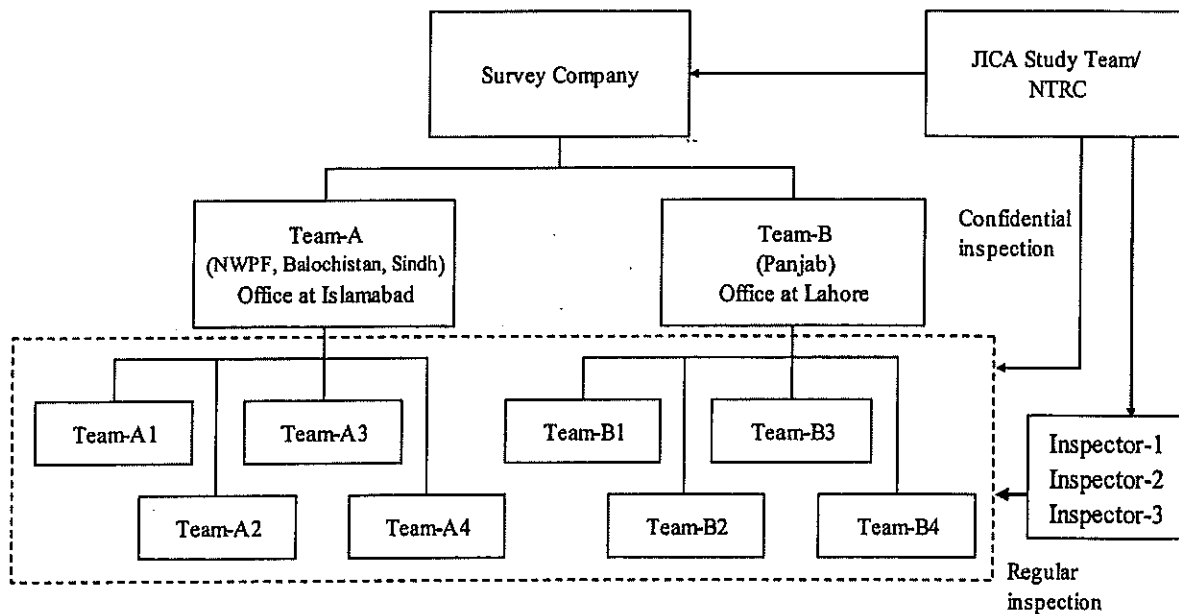 Survey Company
JICA Study Team/
NTRC
Team-A
(NWPF, Balochistan, Sindh)
Office at Islamabad
Team-B
(Panjab)
Office at Lahore
Confidential
inspection
Team-A1
Team-A3
Team-B1
Team-B3
Team-A2
Team-A4
Team-B2
Team-B4
Inspector-1
Inspector-2
Inspector-3
Regular
inspection